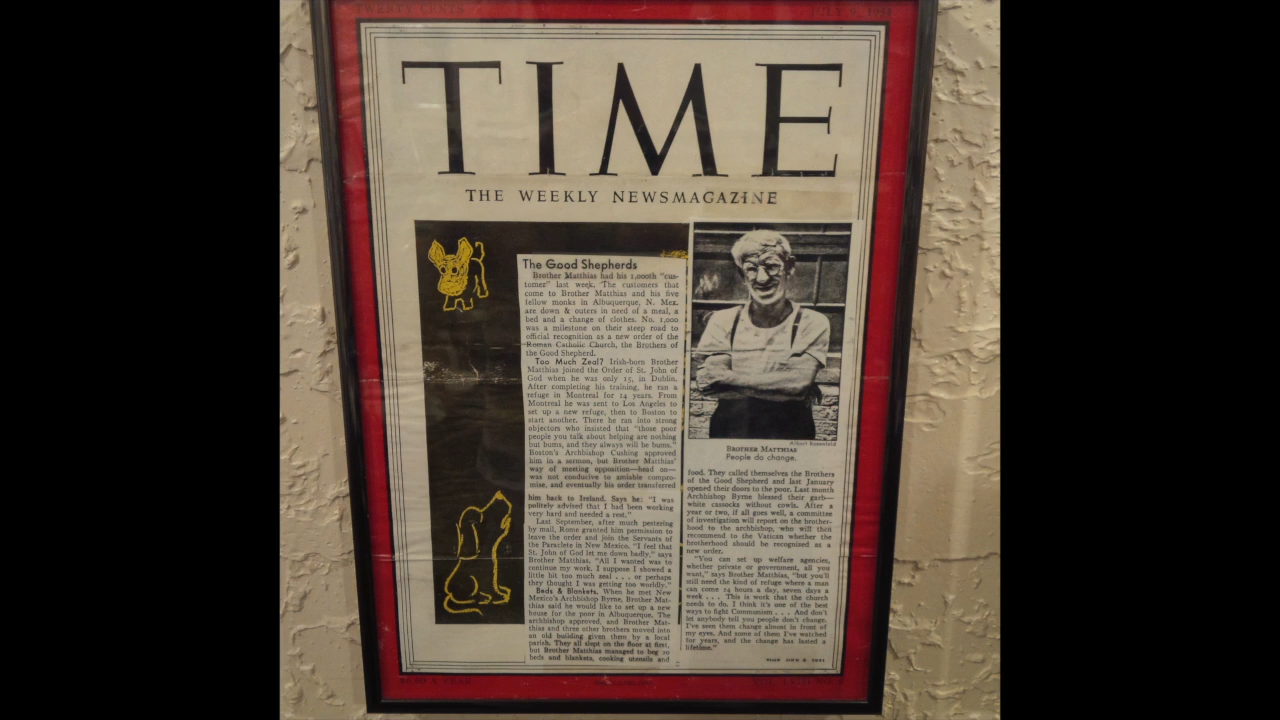 TWENTY CENTS
JULY 9, 1951
TIME
THE WEEKLY NEWSMAGAZINE
The Good Shepherds
Brother Matthias had his 1,000th "cus-
tomer" last week. The customers that
come to Brother Matthias and his five
fellow monks in Albuquerque, N. Mex.
are down & outers in need of a meal, a
bed and a change of clothes. No. 1,000
was a milestone on their steep road to
official recognition as a new order of the
Roman Catholic Church, the Brothers of
the Good Shepherd.
Too Much Zeal? Irish-born Brother
Matthias joined the Order of St. John of
God when he was only 15, in Dublin.
After completing his training, he ran a
refuge in Montreal for 14 years. From
Montreal he was sent to Los Angeles to
set up a new refuge, then to Boston to
start another. There he ran into strong
objectors who insisted that "those poor
people you talk about helping are nothing
but bums, and they always will be bums."
Boston's Archbishop Cushing approved
him in a sermon, but Brother Matthias'
way of meeting opposition—head on—
was not conducive to amiable compro-
mise, and eventually his order transferred
him back to Ireland. Says he: "I was
politely advised that I had been working
very hard and needed a rest."
Last September, after much pestering
by mail, Rome granted him permission to
leave the order and join the Servants of
the Paraclete in New Mexico. "I feel that
St. John of God let me down badly," says
Brother Matthias. "All I wanted was to
continue my work. I suppose I showed a
little bit too much zeal . . . or perhaps
they thought I was getting too worldly."
Beds & Blankets. When he met New
Mexico's Archbishop Byrne, Brother Mat-
thias said he would like to set up a new
house for the poor in Albuquerque. The
archbishop approved, and Brother Mat-
thias and three other brothers moved into
an old building given them by a local
parish. They all slept on the floor at first,
but Brother Matthias managed to beg 20
beds and blankets, cooking utensils and
Albert Rosenfeld
BROTHER MATTHIAS
People do change.
food. They called themselves the Brothers
of the Good Shepherd and last January
opened their doors to the poor. Last month
Archbishop Byrne blessed their garb—
white cassocks without cowls. After a
year or two, if all goes well, a committee
of investigation will report on the brother-
hood to the archbishop, who will then
recommend to the Vatican whether the
brotherhood should be recognized as a
new order.
"You can set up welfare agencies,
whether private or government, all you
want," says Brother Matthias, "but you'll
still need the kind of refuge where a man
can come 24 hours a day, seven days a
week . . . This is work that the church
needs to do. I think it's one of the best
ways to fight Communism . . . And don't
let anybody tell you people don't change.
I've seen them change almost in front of
my eyes. And some of them I've watched
for years, and the change has lasted a
lifetime."
TIME, JULY 9, 1951